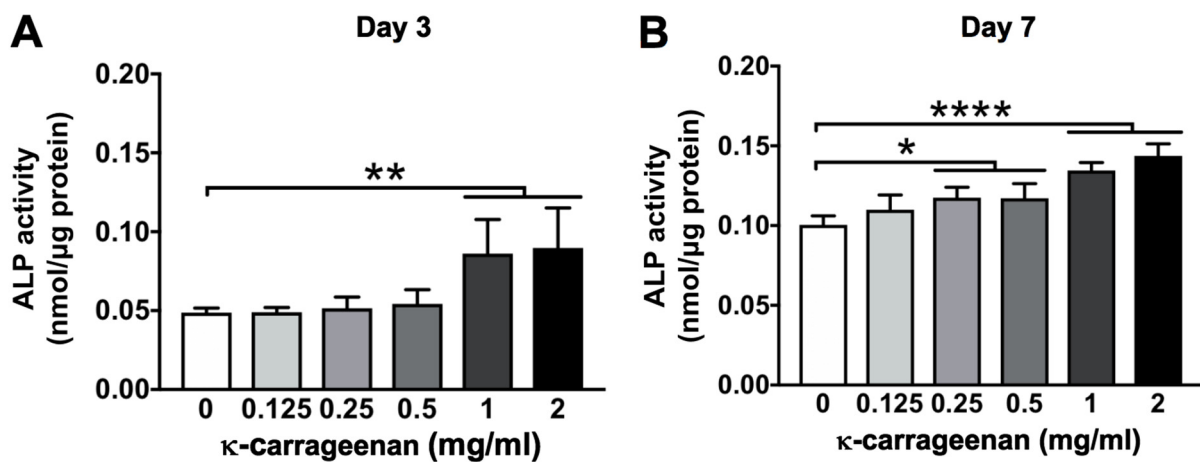 A
Day 3
ALP activity
(nmol/µg protein)
0.20
0.15
0.10
0.05
0.00
**
0 0.125 0.25 0.5 1 2
κ-carrageenan (mg/ml)
B
Day 7
ALP activity
(nmol/µg protein)
0.20
0.15
0.10
0.05
0.00
****
*
0 0.125 0.25 0.5 1 2
κ-carrageenan (mg/ml)